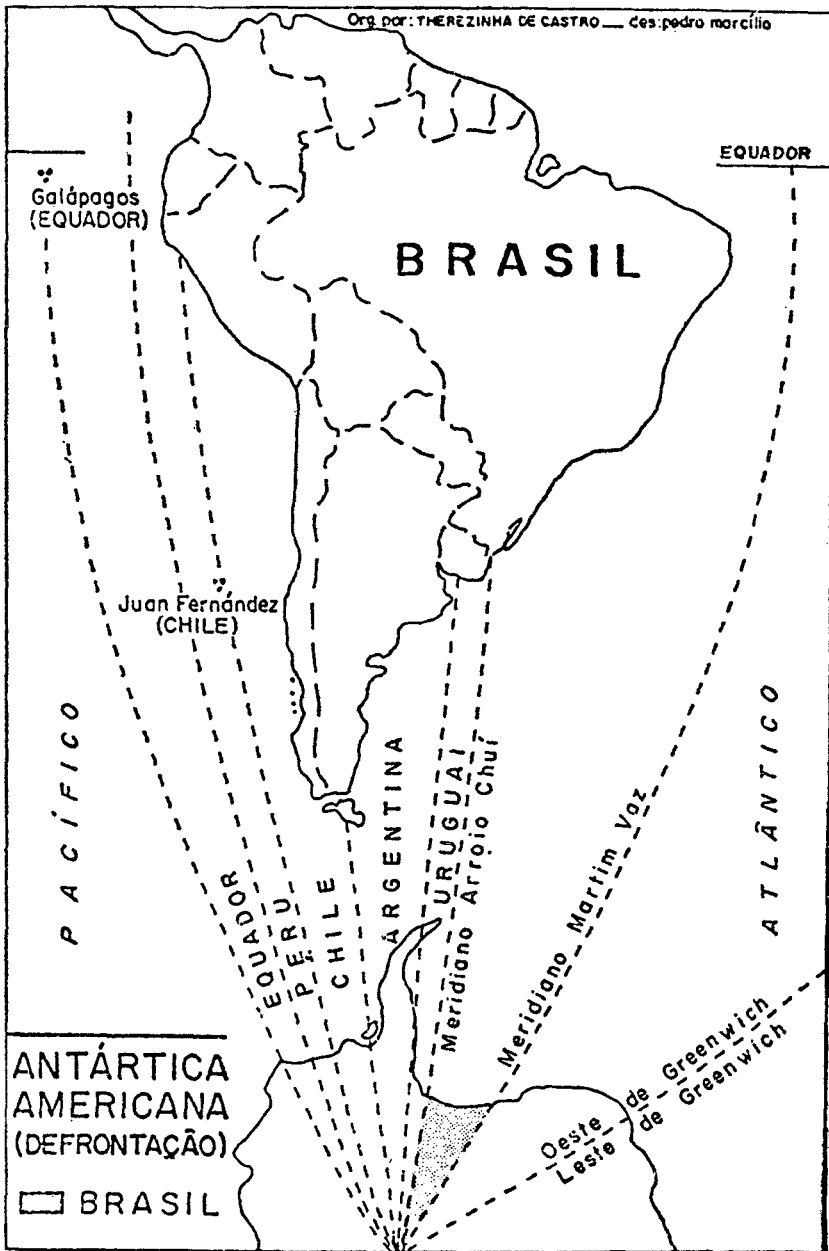 Org por: THEREZINHA DE CASTRO __ des:pedro marcílio
EQUADOR
Galápagos
(EQUADOR)
BRASIL
Juan Fernández
(CHILE)
PACÍFICO
EQUADOR
PERU
CHILE
ARGENTINA
URUGUAI
Meridiano Arroio Chuí
Meridiano Martim Vaz
ATLÂNTICO
Oeste de Greenwich
Leste de Greenwich
ANTÁRTICA
AMERICANA
(DEFRONTAÇÃO)
BRASIL